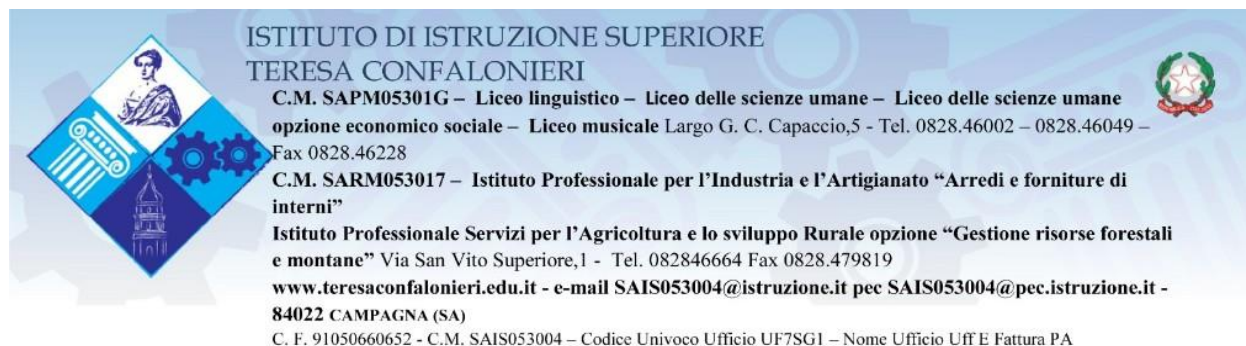 ISTITUTO DI ISTRUZIONE SUPERIORE
TERESA CONFALONIERI
C.M. SAPM05301G – Liceo linguistico – Liceo delle scienze umane – Liceo delle scienze umane
opzione economico sociale – Liceo musicale Largo G. C. Capaccio,5 - Tel. 0828.46002 – 0828.46049 –
Fax 0828.46228
C.M. SARM053017 – Istituto Professionale per l’Industria e l’Artigianato “Arredi e forniture di
interni”
Istituto Professionale Servizi per l’Agricoltura e lo sviluppo Rurale opzione “Gestione risorse forestali
e montane” Via San Vito Superiore,1 - Tel. 082846664 Fax 0828.479819
www.teresaconfalonieri.edu.it - e-mail SAIS053004@istruzione.it pec SAIS053004@pec.istruzione.it -
84022 CAMPAGNA (SA)
C. F. 91050660652 - C.M. SAIS053004 – Codice Univoco Ufficio UF7SG1 – Nome Ufficio Uff E Fattura PA